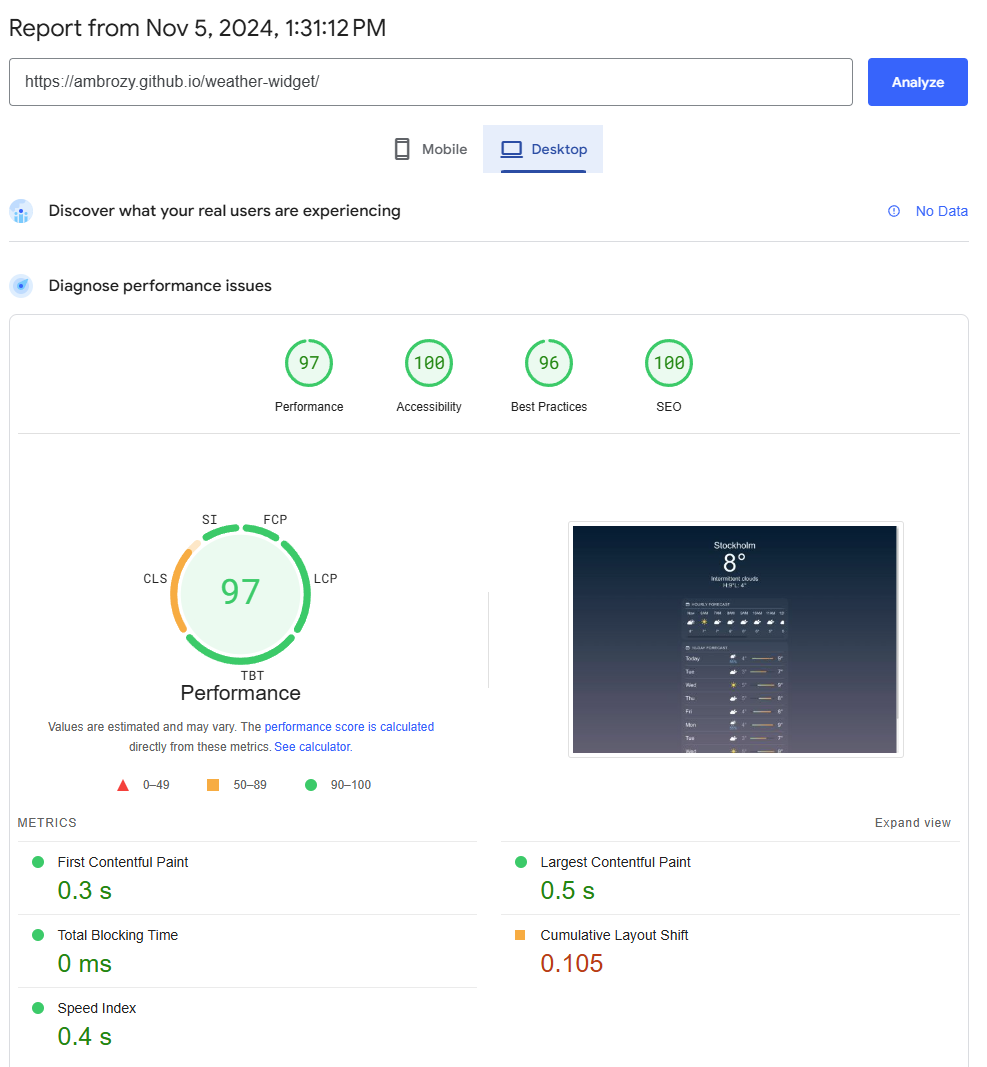 Report from Nov 5, 2024, 1:31:12 PM
https://ambrozy.github.io/weather-widget/
Analyze
Mobile
Desktop
Discover what your real users are experiencing
No Data
Diagnose performance issues
97
100
96
100
Performance
Accessibility
Best Practices
SEO
SI
FCP
CLS
LCP
97
TBT
Performance
Values are estimated and may vary. The performance score is calculated
directly from these metrics. See calculator.
0–49
50–89
90–100
Stockholm
8°
Intermittent clouds
H:9° L: 4°
HOURLY FORECAST
10-DAY FORECAST
Today
Tue
Wed
Thu
Fri
Mon
Tue
Wed
METRICS
Expand view
First Contentful Paint
0.3 s
Largest Contentful Paint
0.5 s
Total Blocking Time
0 ms
Cumulative Layout Shift
0.105
Speed Index
0.4 s